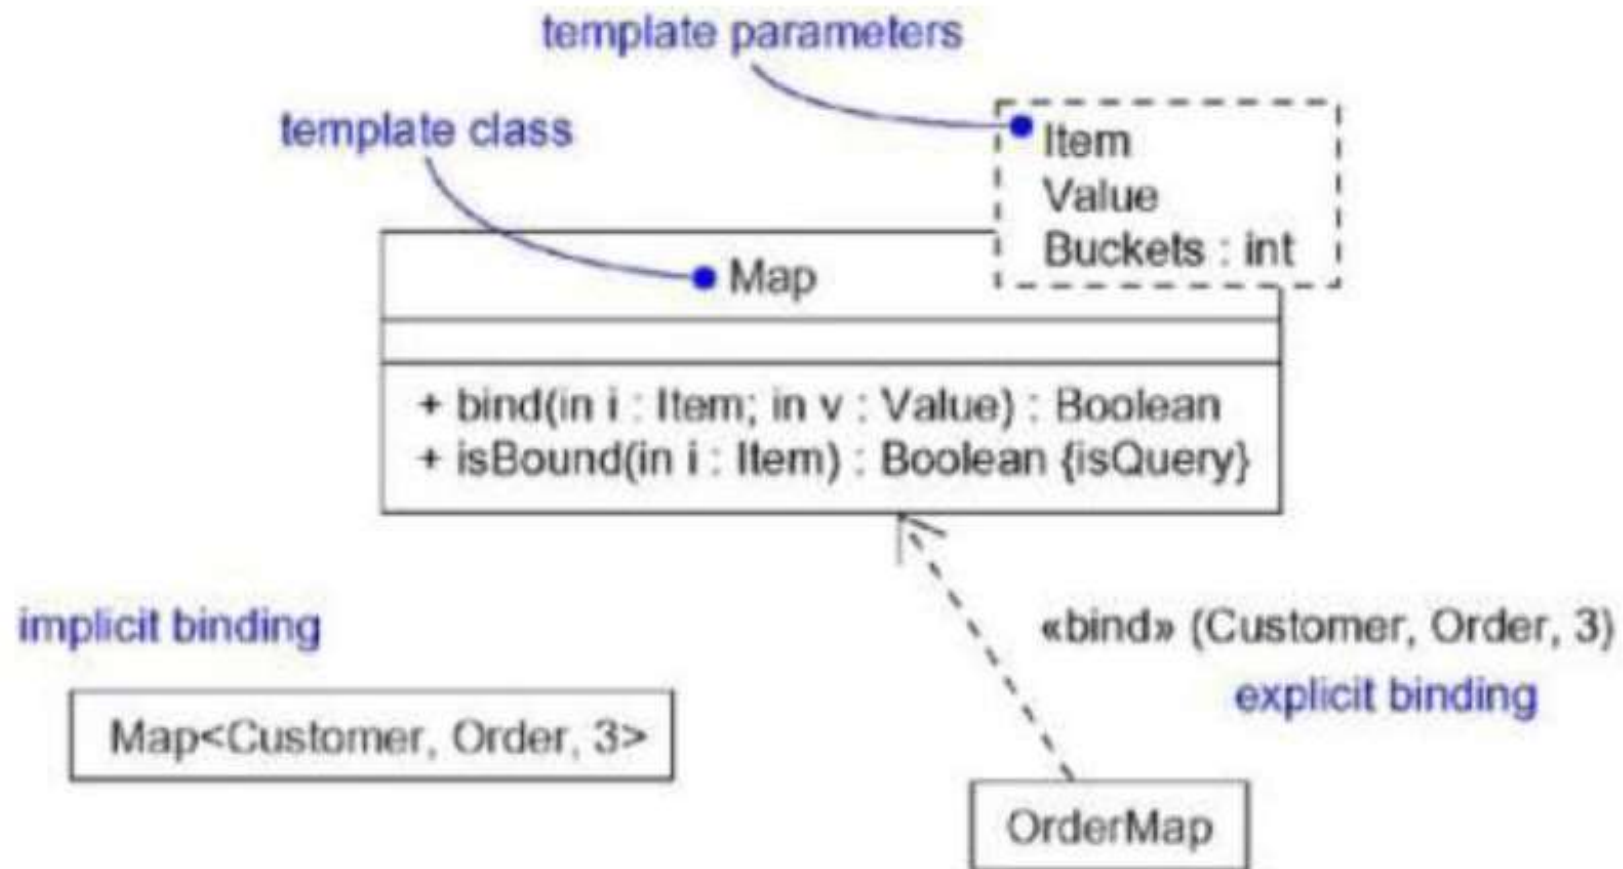 template parameters
template class
Item
Value
Buckets : int
Map
+ bind(in i : Item; in v : Value) : Boolean
+ isBound(in i : Item) : Boolean {isQuery}
implicit binding
«bind» (Customer, Order, 3)
explicit binding
Map<Customer, Order, 3>
OrderMap